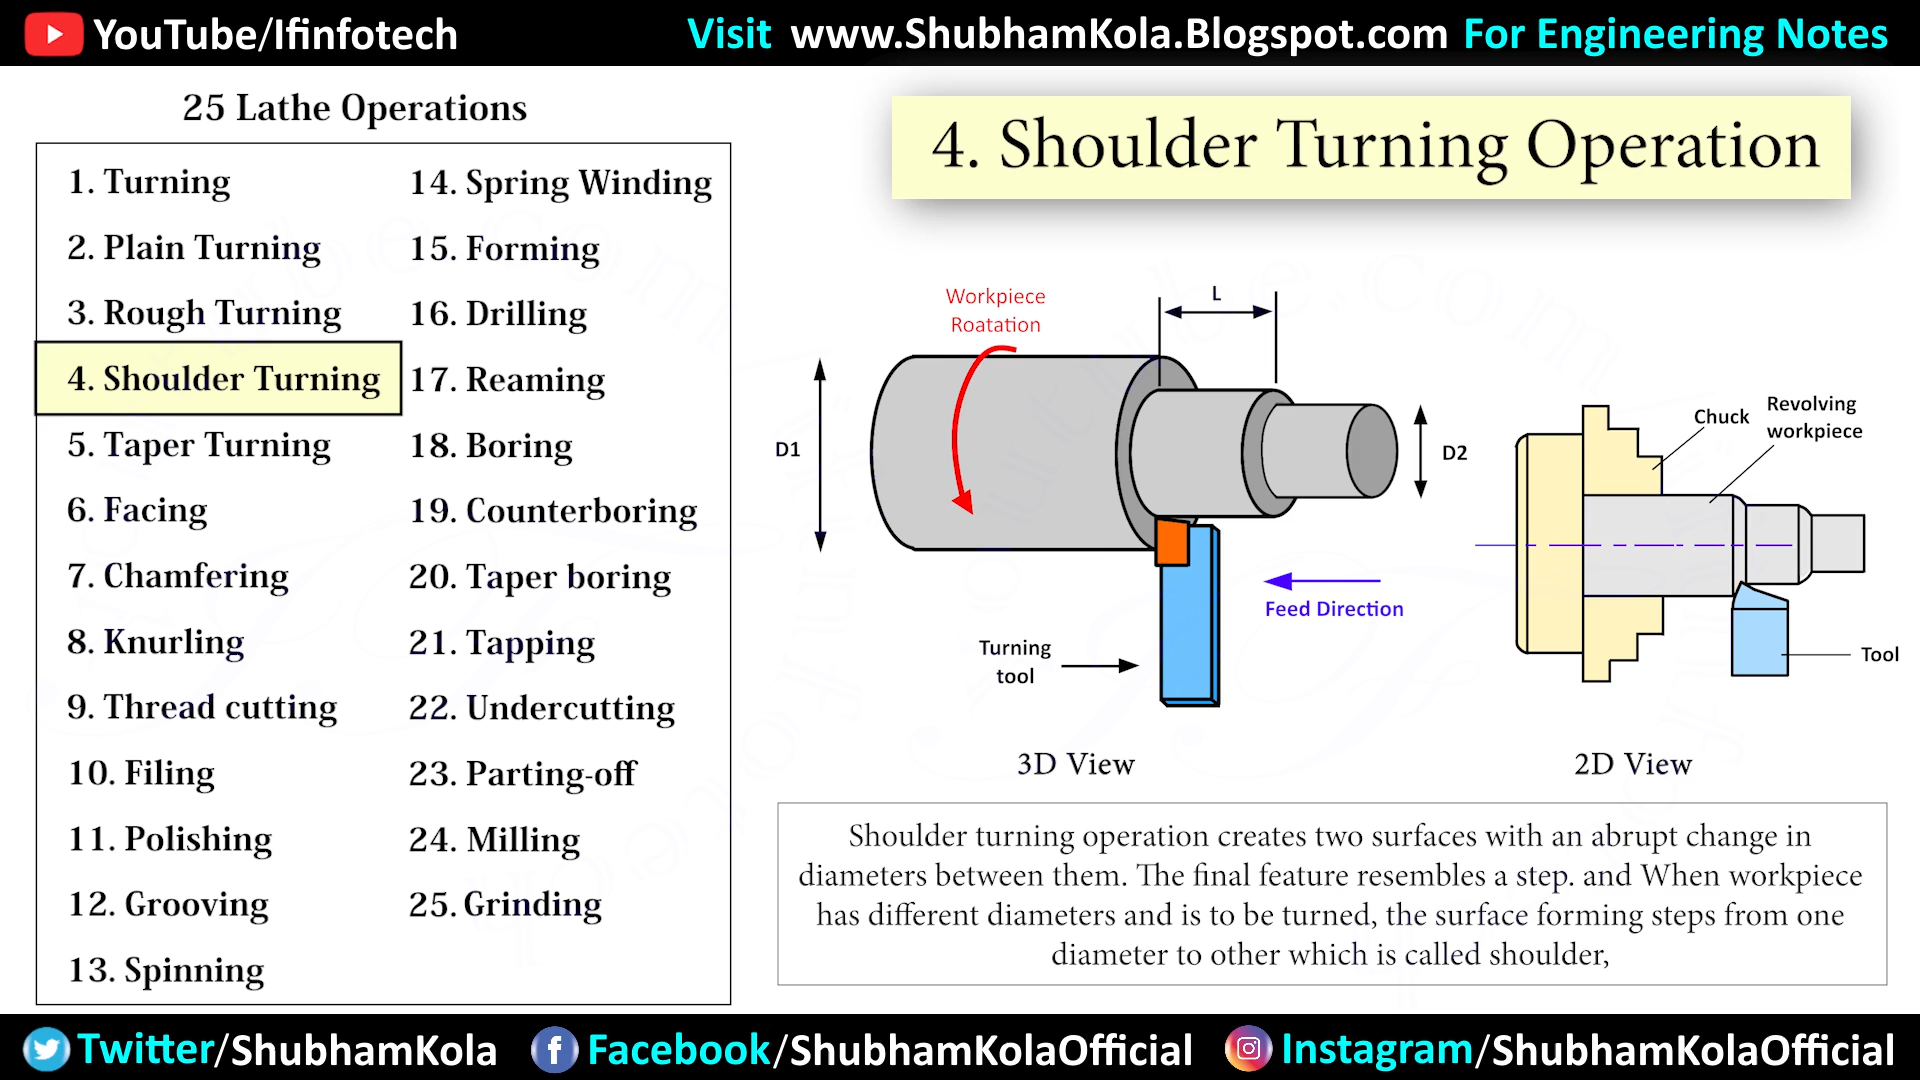 YouTube/Ifinfotech
Visit www.ShubhamKola.Blogspot.com For Engineering Notes
25 Lathe Operations
1. Turning
2. Plain Turning
3. Rough Turning
4. Shoulder Turning
5. Taper Turning
6. Facing
7. Chamfering
8. Knurling
9. Thread cutting
10. Filing
11. Polishing
12. Grooving
13. Spinning
14. Spring Winding
15. Forming
16. Drilling
17. Reaming
18. Boring
19. Counterboring
20. Taper boring
21. Tapping
22. Undercutting
23. Parting-off
24. Milling
25. Grinding
4. Shoulder Turning Operation
Workpiece
Roatation
L
D1
D2
Feed Direction
Turning
tool
3D View
Chuck
Revolving
workpiece
Tool
2D View
Shoulder turning operation creates two surfaces with an abrupt change in
diameters between them. The final feature resembles a step. and When workpiece
has different diameters and is to be turned, the surface forming steps from one
diameter to other which is called shoulder,
Twitter/ShubhamKola
Facebook/ShubhamKolaOfficial
Instagram/ShubhamKolaOfficial